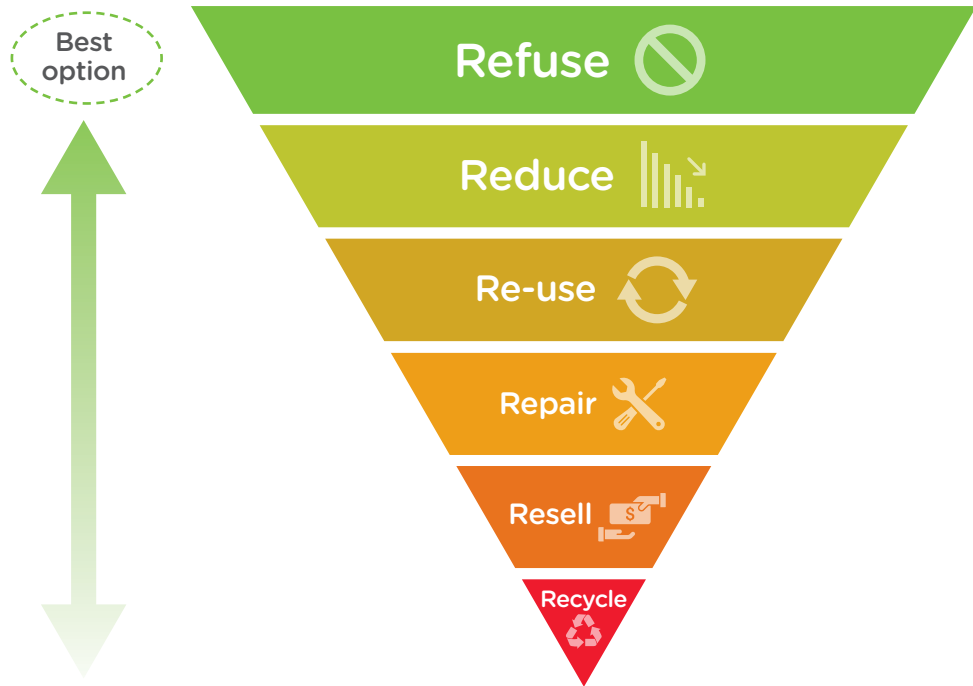 Best
option
Refuse
Reduce
Re-use
Repair
Resell
$
Recycle